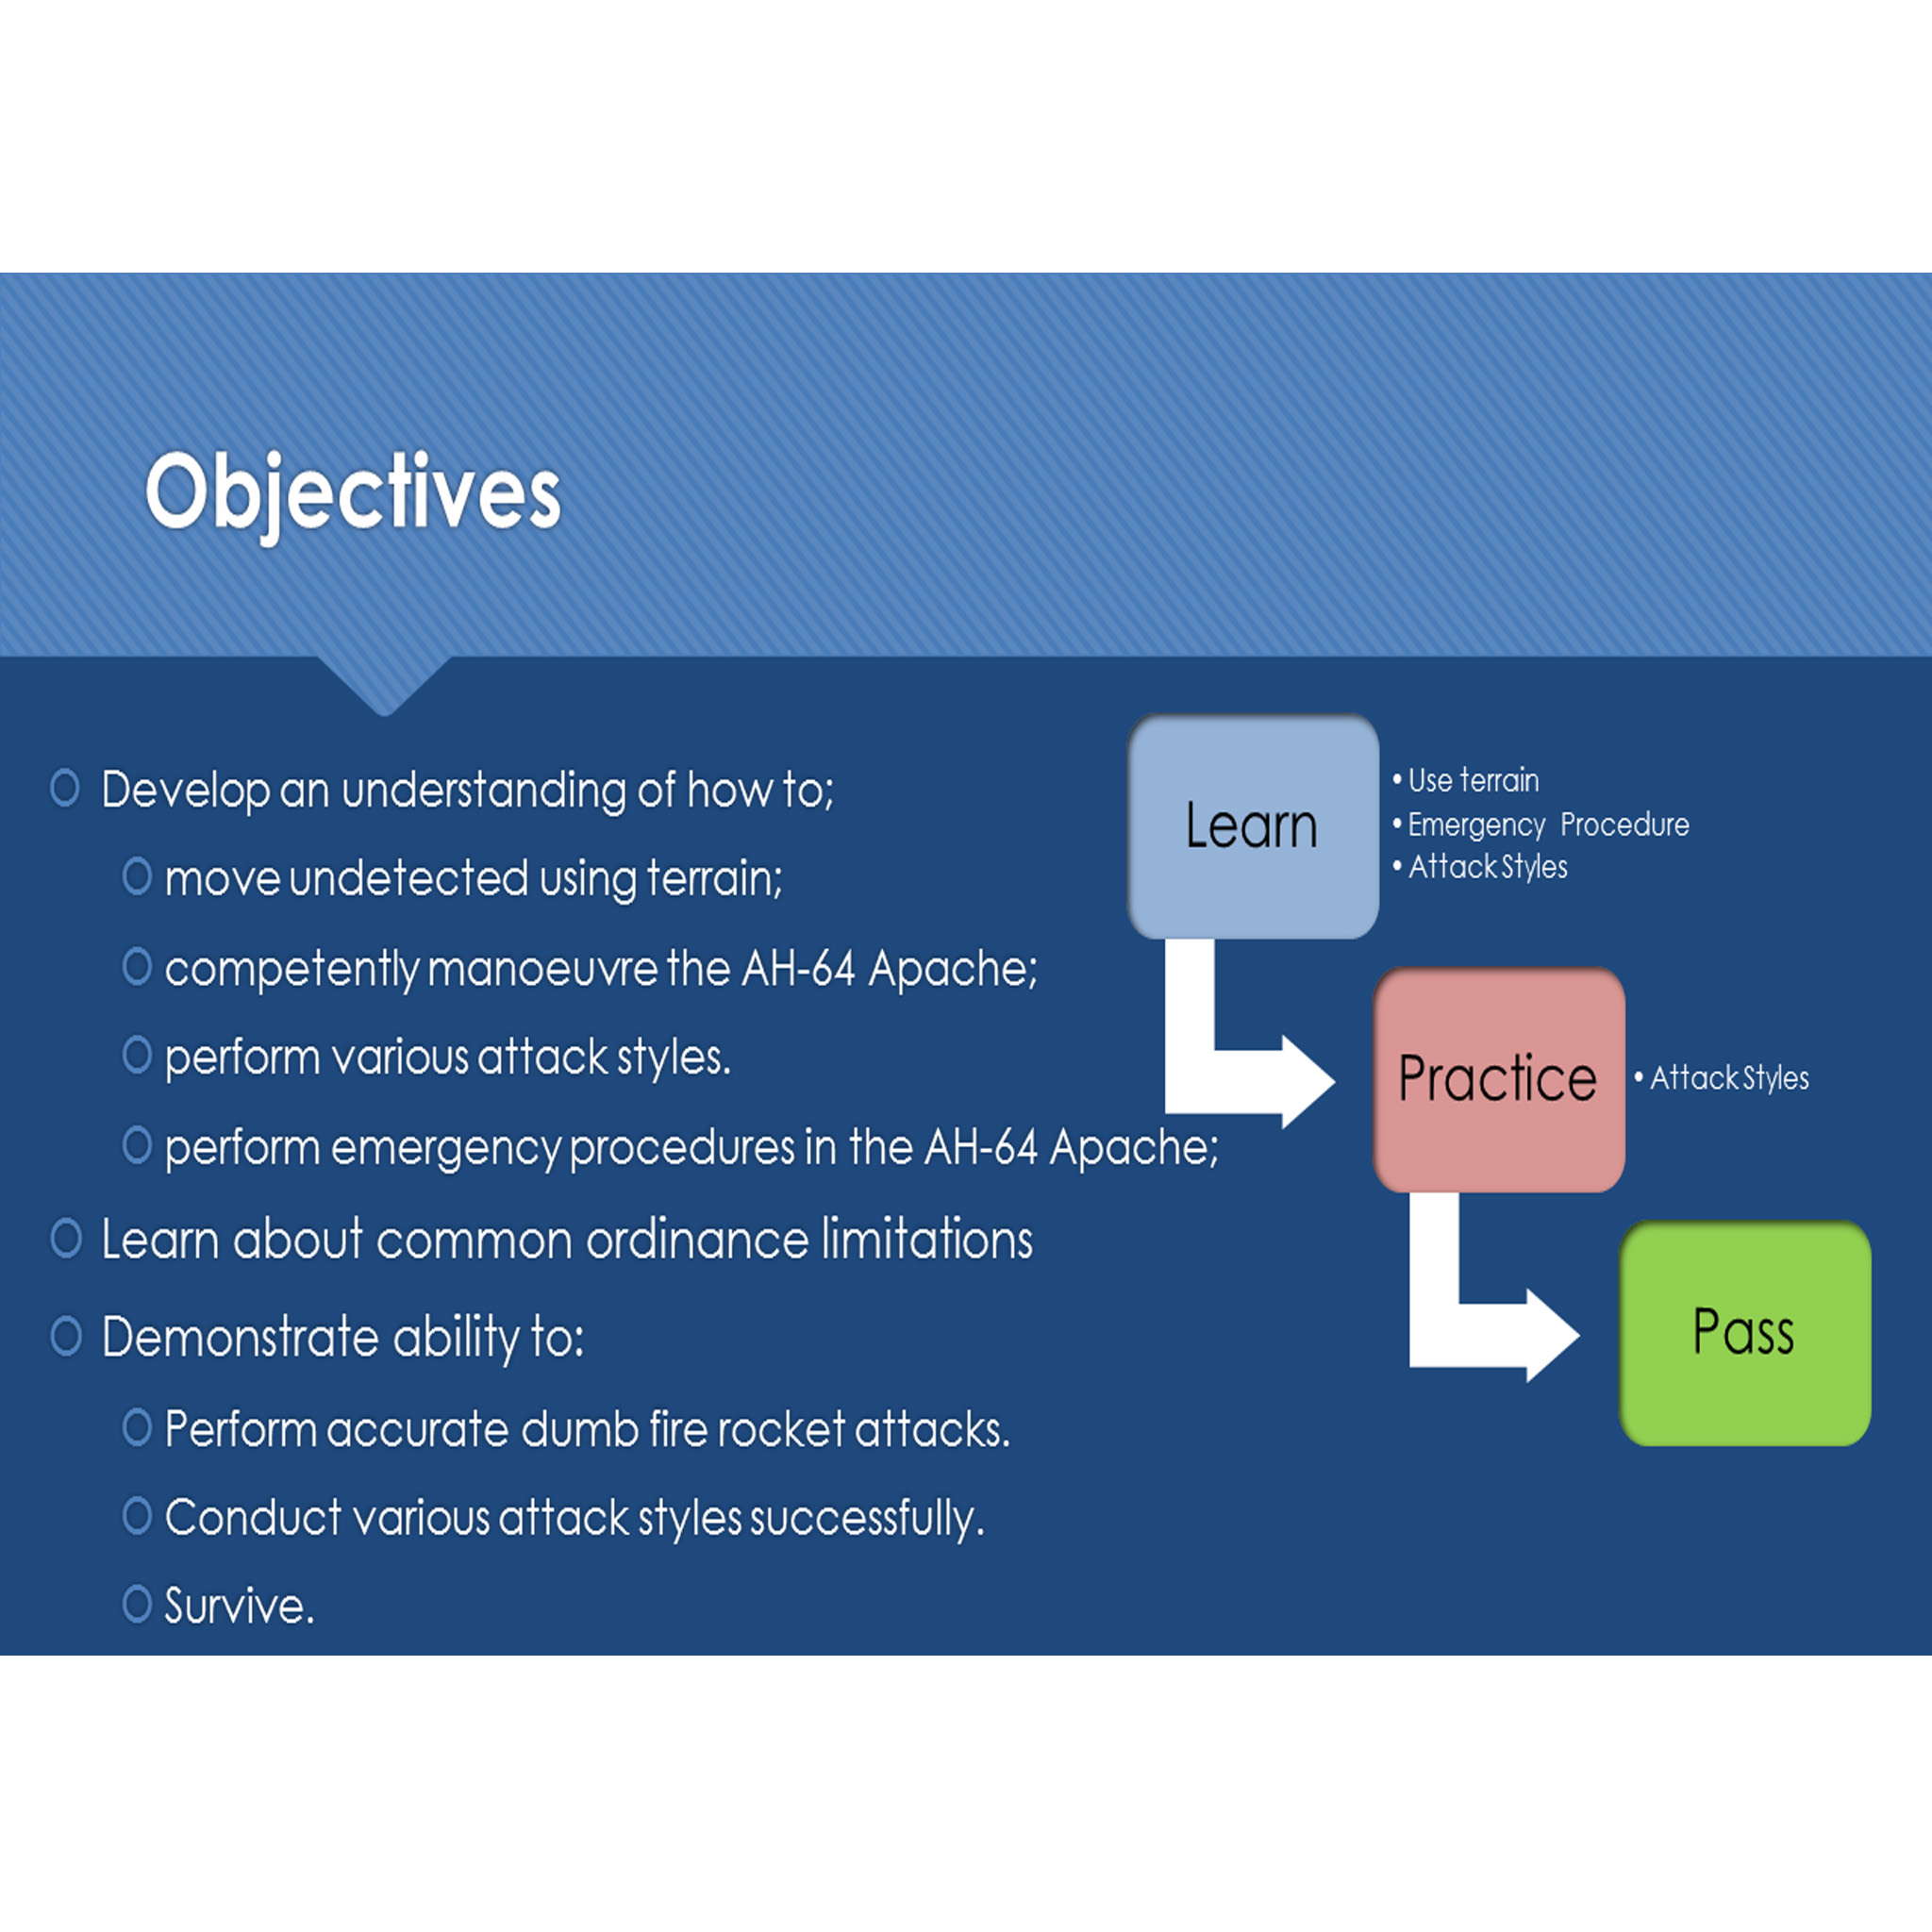 Objectives
Develop an understanding of how to;
move undetected using terrain;
competently manoeuvre the AH-64 Apache;
perform various attack styles.
perform emergency procedures in the AH-64 Apache;
Learn about common ordinance limitations
Demonstrate ability to:
Perform accurate dumb fire rocket attacks.
Conduct various attack styles successfully.
Survive.
Learn
• Use terrain
• Emergency Procedure
• Attack Styles
Practice
• Attack Styles
Pass